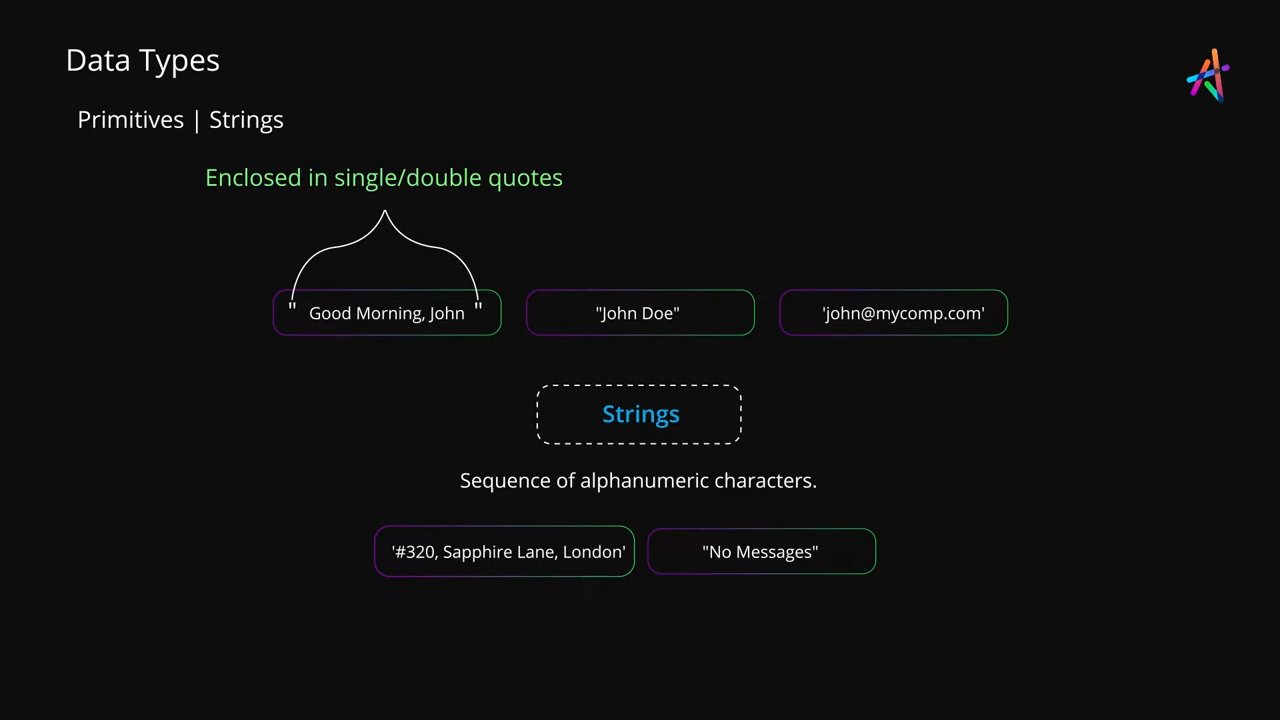 Data Types
Primitives | Strings
Enclosed in single/double quotes
" Good Morning, John "
"John Doe"
'john@mycomp.com'
Strings
Sequence of alphanumeric characters.
'#320, Sapphire Lane, London'
"No Messages"